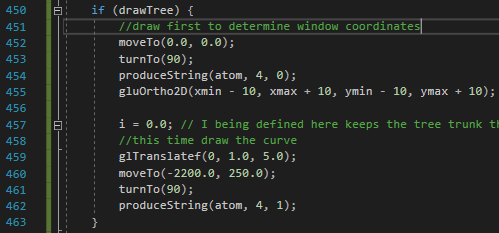 450 if (drawTree) {
451 //draw first to determine window coordinates
452 moveTo(0.0, 0.0);
453 turnTo(90);
454 produceString(atom, 4, 0);
455 gluOrtho2D(xmin - 10, xmax + 10, ymin - 10, ymax + 10);
456
457 i = 0.0; // I being defined here keeps the tree trunk
458 //this time draw the curve
459 glTranslatef(0, 1.0, 5.0);
460 moveTo(-2200.0, 250.0);
461 turnTo(90);
462 produceString(atom, 4, 1);
463 }